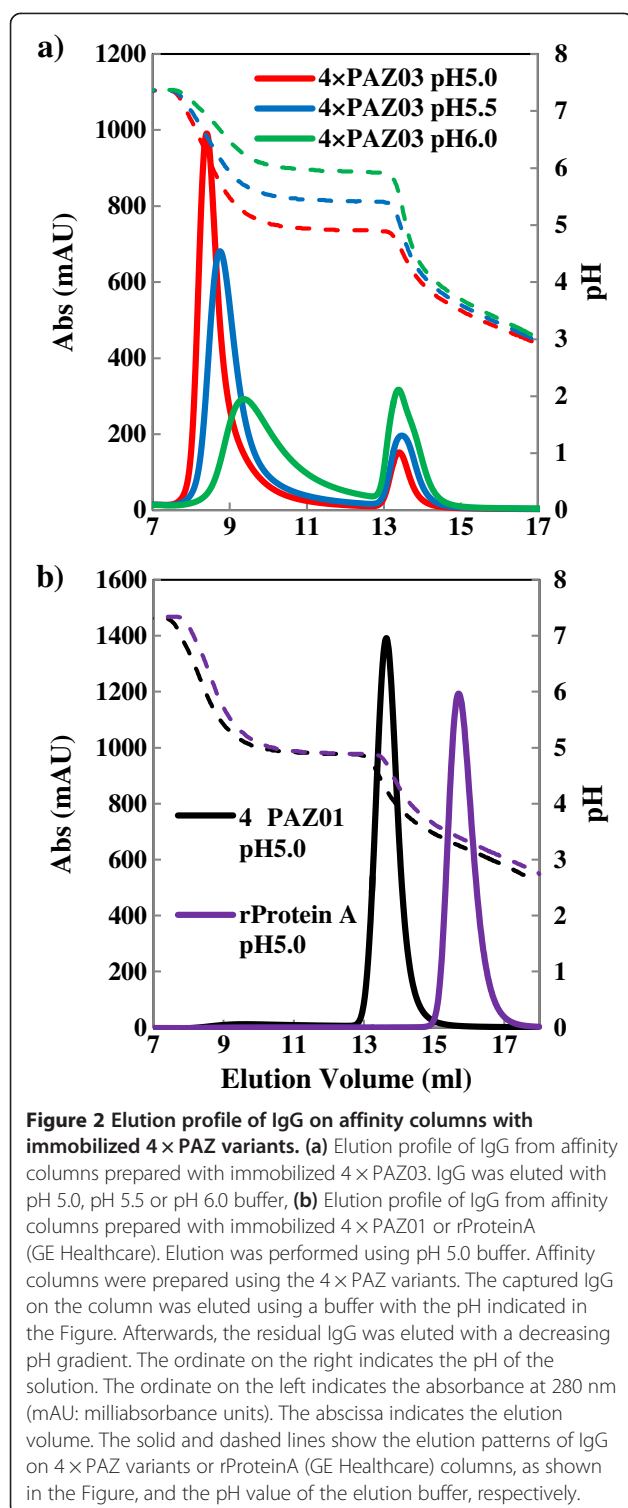 a)
1200
1000
800
600
400
200
0
Abs (mAU)
4×PAZ03 pH5.0
4×PAZ03 pH5.5
4×PAZ03 pH6.0
8
7
6
5
4
3
2
1
0
pH
7 9 11 13 15 17
b)
1600
1400
1200
1000
800
600
400
200
0
Abs (mAU)
4 PAZ01
pH5.0
rProtein A
pH5.0
8
7
6
5
4
3
2
1
0
pH
7 9 11 13 15 17
Elution Volume (ml)
Figure 2 Elution profile of IgG on affinity columns with
immobilized 4 × PAZ variants. (a) Elution profile of IgG from affinity
columns prepared with immobilized 4 × PAZ03. IgG was eluted with
pH 5.0, pH 5.5 or pH 6.0 buffer, (b) Elution profile of IgG from affinity
columns prepared with immobilized 4 × PAZ01 or rProteinA
(GE Healthcare). Elution was performed using pH 5.0 buffer. Affinity
columns were prepared using the 4 × PAZ variants. The captured IgG
on the column was eluted using a buffer with the pH indicated in
the Figure. Afterwards, the residual IgG was eluted with a decreasing
pH gradient. The ordinate on the right indicates the pH of the
solution. The ordinate on the left indicates the absorbance at 280 nm
(mAU: milliabsorbance units). The abscissa indicates the elution
volume. The solid and dashed lines show the elution patterns of IgG
on 4 × PAZ variants or rProteinA (GE Healthcare) columns, as shown
in the Figure, and the pH value of the elution buffer, respectively.